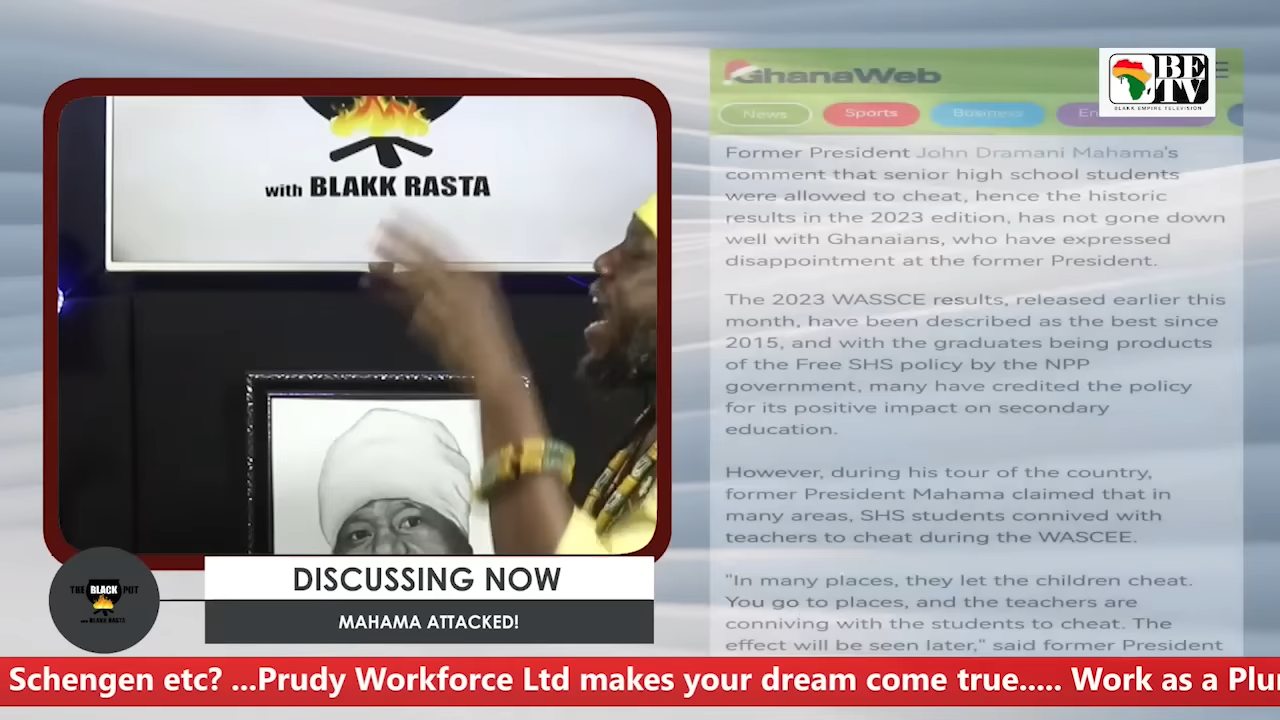 with BLAKK RASTA
GhanaWeb
BE
TV
BLAKK EMPIRE TELEVISION
News
Sports
Business
Former President John Dramani Mahama's
comment that senior high school students
were allowed to cheat, hence the historic
results in the 2023 edition, has not gone down
well with Ghanaians, who have expressed
disappointment at the former President.
The 2023 WASSCE results, released earlier this
month, have been described as the best since
2015, and with the graduates being products
of the Free SHS policy by the NPP
government, many have credited the policy
for its positive impact on secondary
education.
However, during his tour of the country,
former President Mahama claimed that in
many areas, SHS students connived with
teachers to cheat during the WASCEE.
"In many places, they let the children cheat.
You go to places, and the teachers are
conniving with the students to cheat. The
effect will be seen later," said former President
THE BLACK POT
with BLAKK RASTA
DISCUSSING NOW
MAHAMA ATTACKED!
Schengen etc? ...Prudy Workforce Ltd makes your dream come true..... Work as a Plu